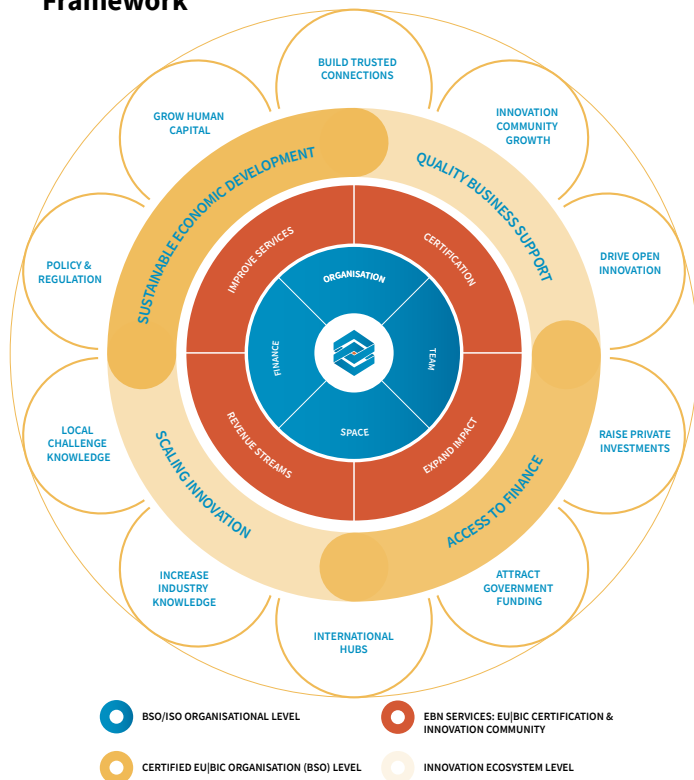 Framework
BUILD TRUSTED
CONNECTIONS
GROW HUMAN
CAPITAL
INNOVATION
COMMUNITY
GROWTH
SUSTAINABLE ECONOMIC DEVELOPMENT
QUALITY BUSINESS SUPPORT
POLICY &
REGULATION
DRIVE OPEN
INNOVATION
IMPROVE SERVICES
CERTIFICATION
ORGANISATION
FINANCE
TEAM
SPACE
REVENUE STREAMS
EXPAND IMPACT
LOCAL
CHALLENGE
KNOWLEDGE
RAISE PRIVATE
INVESTMENTS
SCALING INNOVATION
ACCESS TO FINANCE
INCREASE
INDUSTRY
KNOWLEDGE
ATTRACT
GOVERNMENT
FUNDING
INTERNATIONAL
HUBS
BSO/ISO ORGANISATIONAL LEVEL
EBN SERVICES: EU|BIC CERTIFICATION &
INNOVATION COMMUNITY
CERTIFIED EU|BIC ORGANISATION (BSO) LEVEL
INNOVATION ECOSYSTEM LEVEL